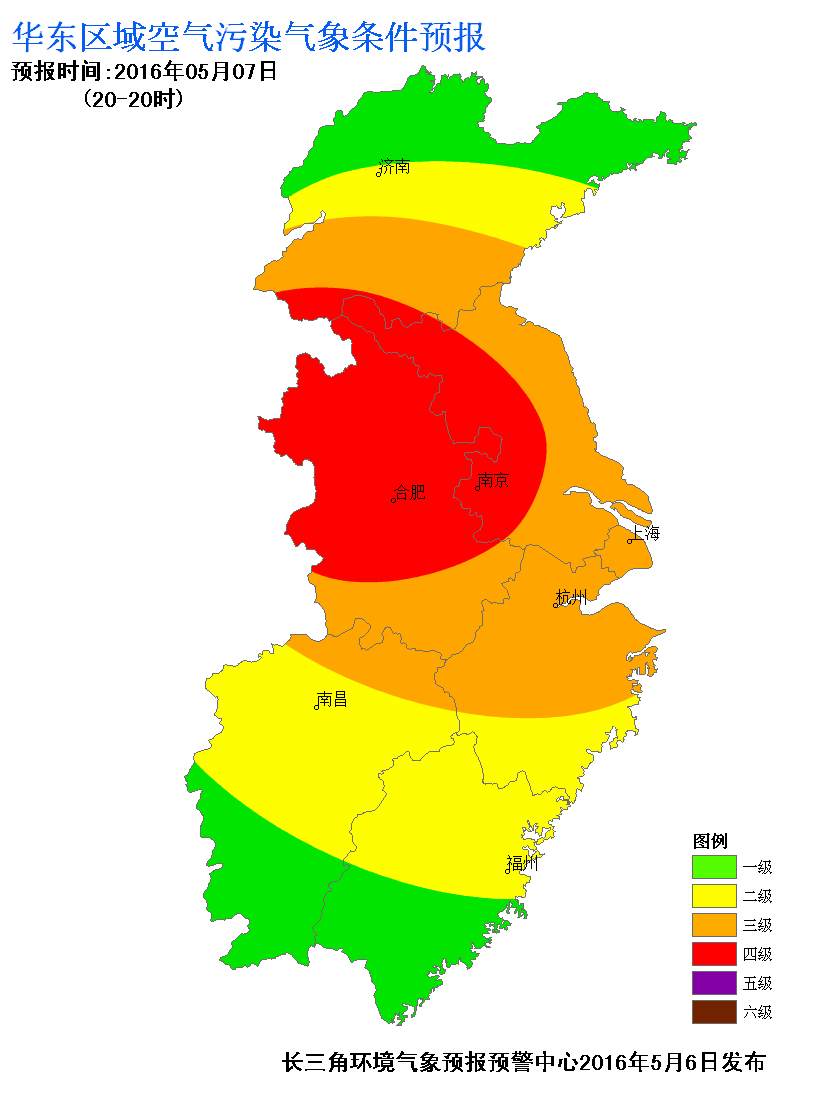 华东区域空气污染气象条件预报
预报时间:2016年05月07日
(20-20时)
济南
合肥
南京
上海
杭州
南昌
福州
图例
一级
二级
三级
四级
五级
六级
长三角环境气象预报预警中心2016年5月6日发布